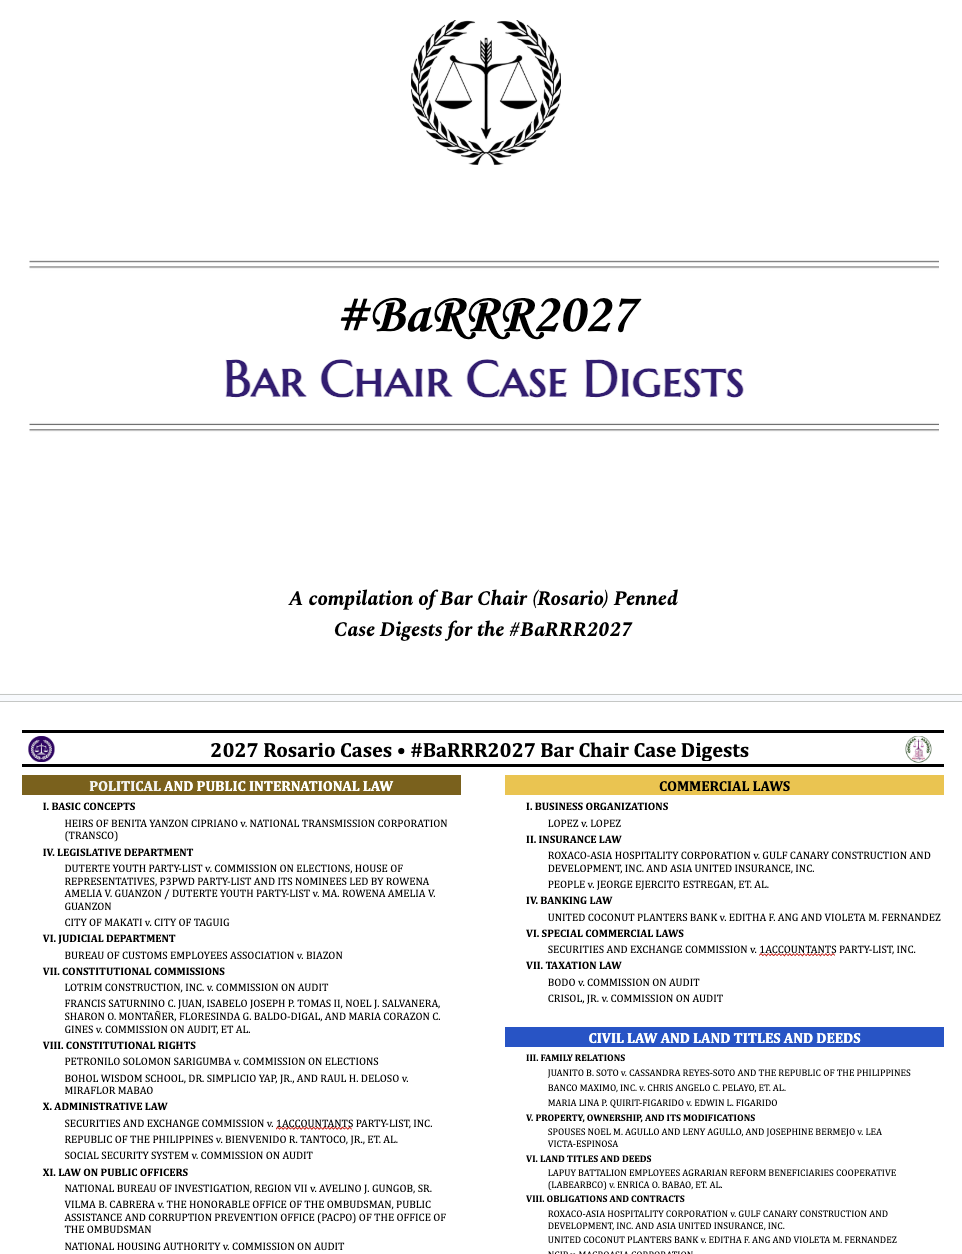 #BaRRR2027
Bar Chair Case Digests
A compilation of Bar Chair (Rosario) Penned
Case Digests for the #BaRRR2027
2027 Rosario Cases • #BaRRR2027 Bar Chair Case Digests
POLITICAL AND PUBLIC INTERNATIONAL LAW
I. BASIC CONCEPTS
HEIRS OF BENITA YANZON CIPRIANO v. NATIONAL TRANSMISSION CORPORATION
(TRANSCO)
IV. LEGISLATIVE DEPARTMENT
DUTERTE YOUTH PARTY-LIST v. COMMISSION ON ELECTIONS, HOUSE OF
REPRESENTATIVES, P3PWD PARTY-LIST AND ITS NOMINEES LED BY ROWENA
AMELIA V. GUANZON / DUTERTE YOUTH PARTY-LIST v. MA. ROWENA AMELIA V.
GUANZON
CITY OF MAKATI v. CITY OF TAGUIG
VI. JUDICIAL DEPARTMENT
BUREAU OF CUSTOMS EMPLOYEES ASSOCIATION v. BIAZON
VII. CONSTITUTIONAL COMMISSIONS
LOTRIM CONSTRUCTION, INC. v. COMMISSION ON AUDIT
FRANCIS SATURNINO C. JUAN, ISABELO JOSEPH P. TOMAS II, NOEL J. SALVANERA,
SHARON O. MONTAÑER, FLORESINDA G. BALDO-DIGAL, AND MARIA CORAZON C.
GINES v. COMMISSION ON AUDIT, ET AL.
VIII. CONSTITUTIONAL RIGHTS
PETRONILO SOLOMON SARIGUMBA v. COMMISSION ON ELECTIONS
BOHOL WISDOM SCHOOL, DR. SIMPLICIO YAP, JR., AND RAUL H. DELOSO v.
MIRAFLOR MABAO
X. ADMINISTRATIVE LAW
SECURITIES AND EXCHANGE COMMISSION v. 1ACCOUNTANTS PARTY-LIST, INC.
REPUBLIC OF THE PHILIPPINES v. BIENVENIDO R. TANTOCO, JR., ET. AL.
SOCIAL SECURITY SYSTEM v. COMMISSION ON AUDIT
XI. LAW ON PUBLIC OFFICERS
NATIONAL BUREAU OF INVESTIGATION, REGION VII v. AVELINO J. GUNGOB, SR.
VILMA B. CABRERA v. THE HONORABLE OFFICE OF THE OMBUDSMAN, PUBLIC
ASSISTANCE AND CORRUPTION PREVENTION OFFICE (PACPO) OF THE OFFICE OF
THE OMBUDSMAN
NATIONAL HOUSING AUTHORITY v. COMMISSION ON AUDIT
COMMERCIAL LAWS
I. BUSINESS ORGANIZATIONS
LOPEZ v. LOPEZ
II. INSURANCE LAW
ROXACO-ASIA HOSPITALITY CORPORATION v. GULF CANARY CONSTRUCTION AND
DEVELOPMENT, INC. AND ASIA UNITED INSURANCE, INC.
PEOPLE v. JEORGE EJERCITO ESTREGAN, ET. AL.
IV. BANKING LAW
UNITED COCONUT PLANTERS BANK v. EDITHA F. ANG AND VIOLETA M. FERNANDEZ
VI. SPECIAL COMMERCIAL LAWS
SECURITIES AND EXCHANGE COMMISSION v. 1ACCOUNTANTS PARTY-LIST, INC.
VII. TAXATION LAW
BODO v. COMMISSION ON AUDIT
CRISOL, JR. v. COMMISSION ON AUDIT
CIVIL LAW AND LAND TITLES AND DEEDS
III. FAMILY RELATIONS
JUANITO B. SOTO v. CASSANDRA REYES-SOTO AND THE REPUBLIC OF THE PHILIPPINES
BANCO MAXIMO, INC. v. CHRIS ANGELO C. PELAYO, ET. AL.
MARIA LINA P. QUIRIT-FIGARIDO v. EDWIN L. FIGARIDO
V. PROPERTY, OWNERSHIP, AND ITS MODIFICATIONS
SPOUSES NOEL M. AGULLO AND LENY AGULLO, AND JOSEPHINE BERMEJO v. LEA
VICTA-ESPINOSA
VI. LAND TITLES AND DEEDS
LAPUY BATTALION EMPLOYEES AGRARIAN REFORM BENEFICIARIES COOPERATIVE
(LABEARBCO) v. ENRICA O. BABAO, ET. AL.
VIII. OBLIGATIONS AND CONTRACTS
ROXACO-ASIA HOSPITALITY CORPORATION v. GULF CANARY CONSTRUCTION AND
DEVELOPMENT, INC. AND ASIA UNITED INSURANCE, INC.
UNITED COCONUT PLANTERS BANK v. EDITHA F. ANG AND VIOLETA M. FERNANDEZ